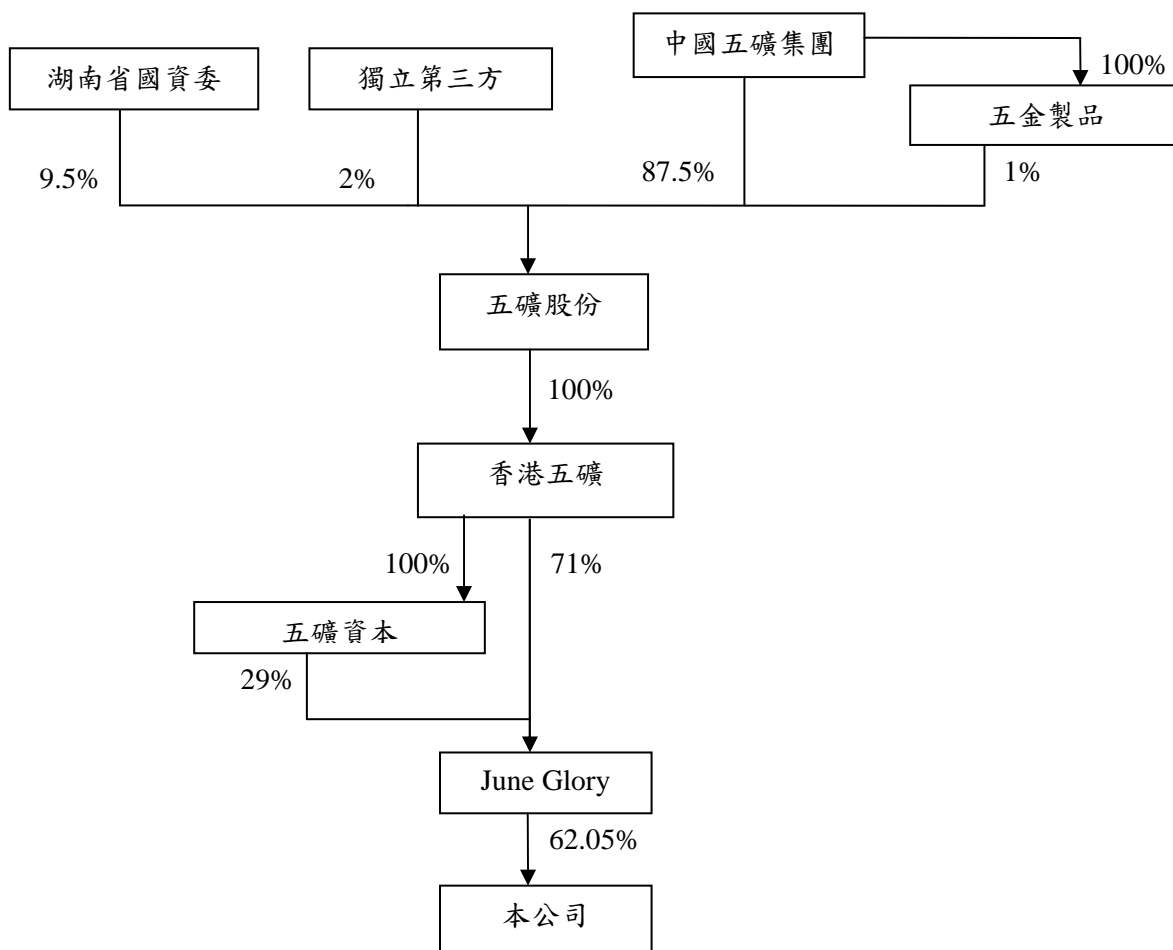 湖南省國資委
獨立第三方
中國五礦集團
100%
五金製品
9.5%
2%
87.5%
1%
五礦股份
100%
香港五礦
100%
71%
五礦資本
29%
June Glory
62.05%
本公司